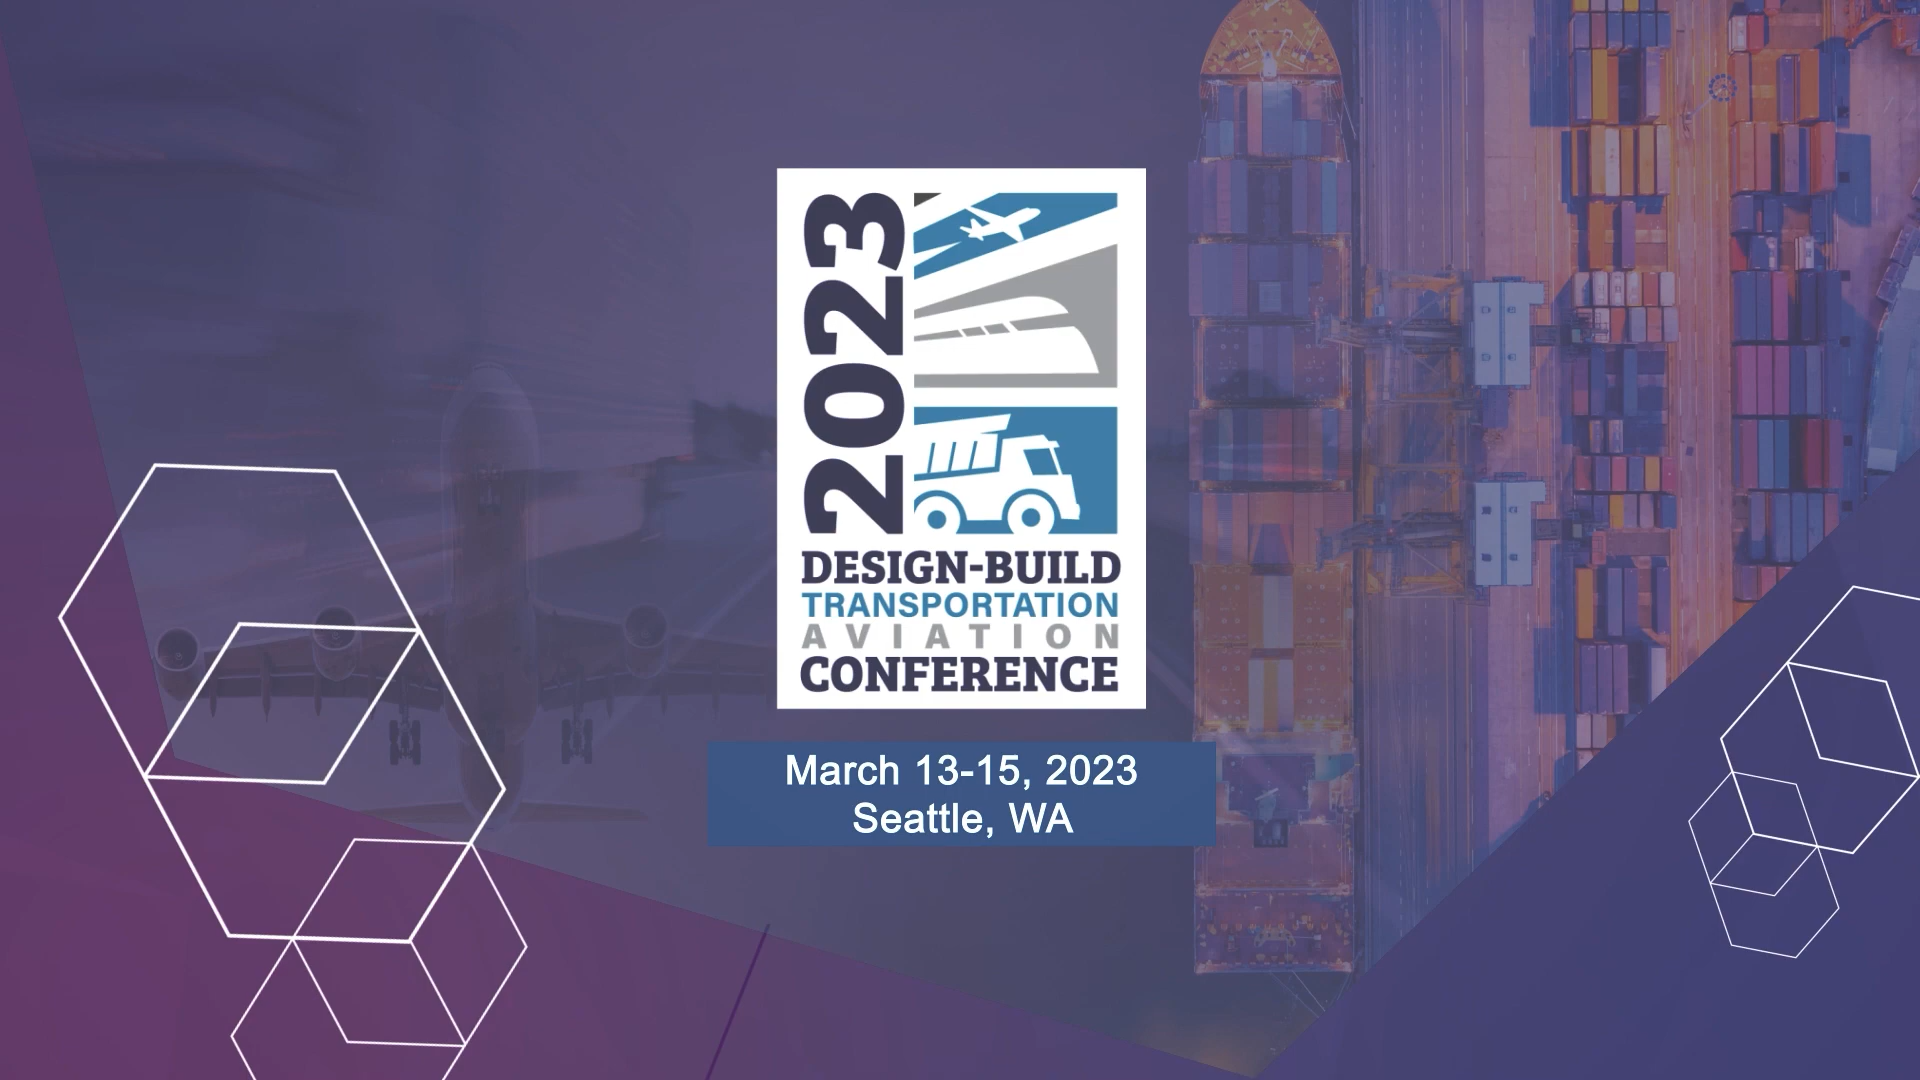 2023
DESIGN-BUILD
TRANSPORTATION
AVIATION
CONFERENCE
March 13-15, 2023
Seattle, WA